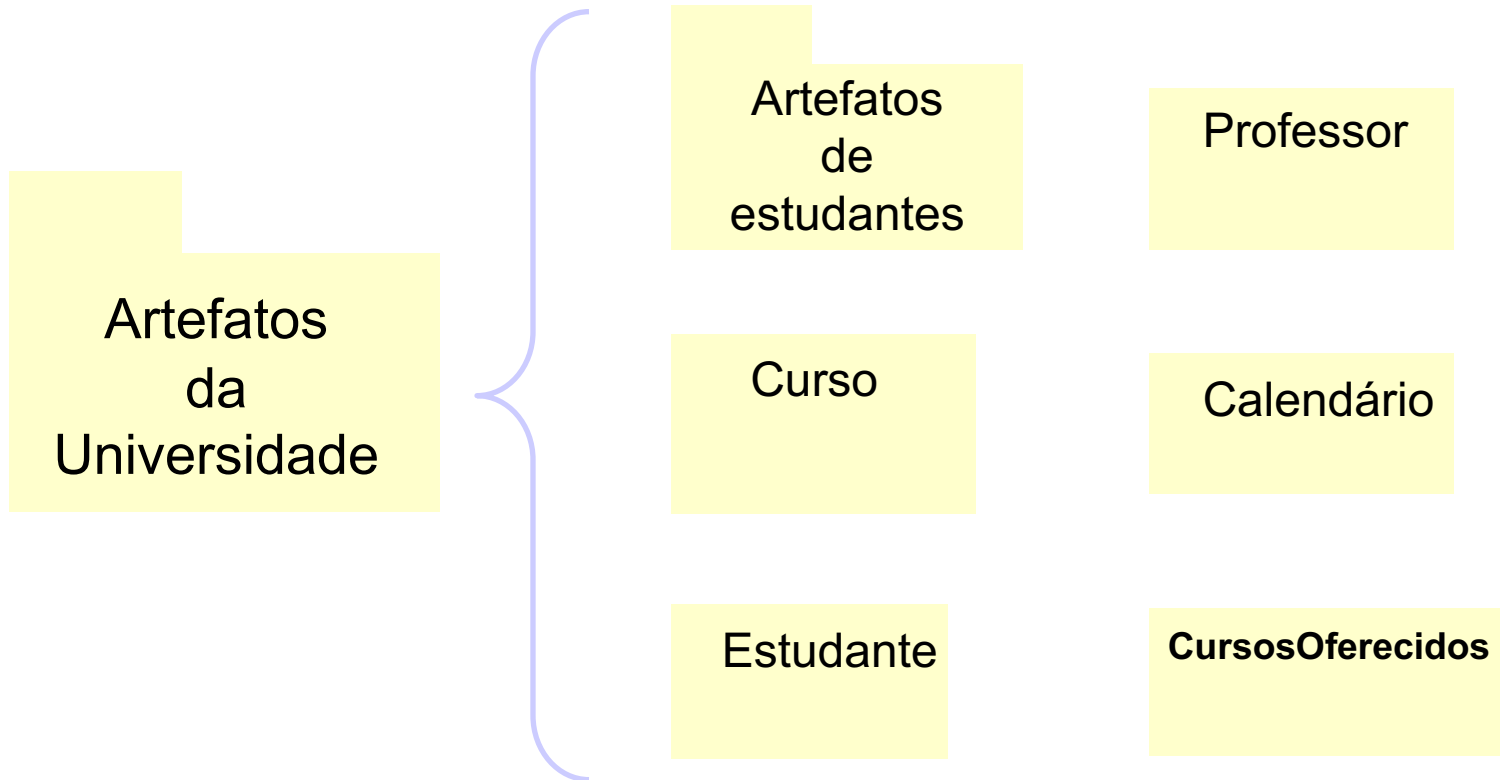 Artefatos
da
Universidade
Artefatos
de
estudantes
Professor
Curso
Calendário
Estudante
CursosOferecidos